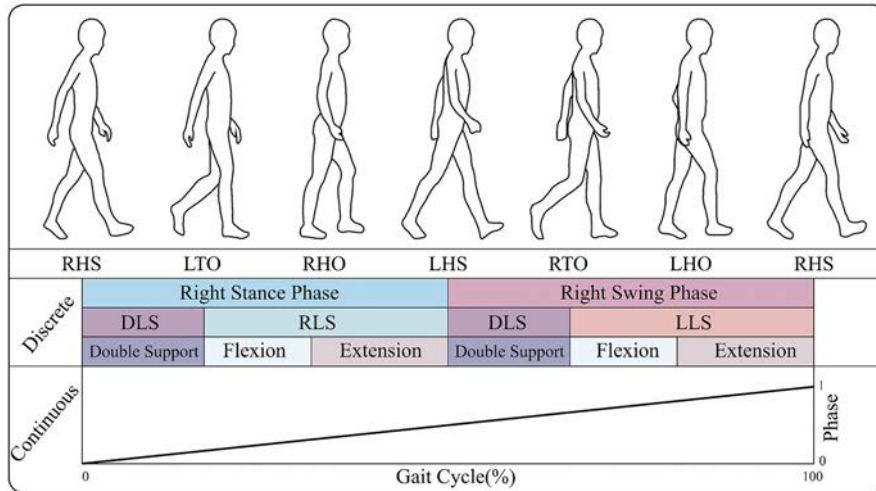 RHS LTO RHO LHS RTO LHO RHS
Discrete
Right Stance Phase Right Swing Phase
DLS RLS DLS LLS
Double Support Flexion Extension Double Support Flexion Extension
Continuous
1
Phase
0
0 Gait Cycle(%) 100